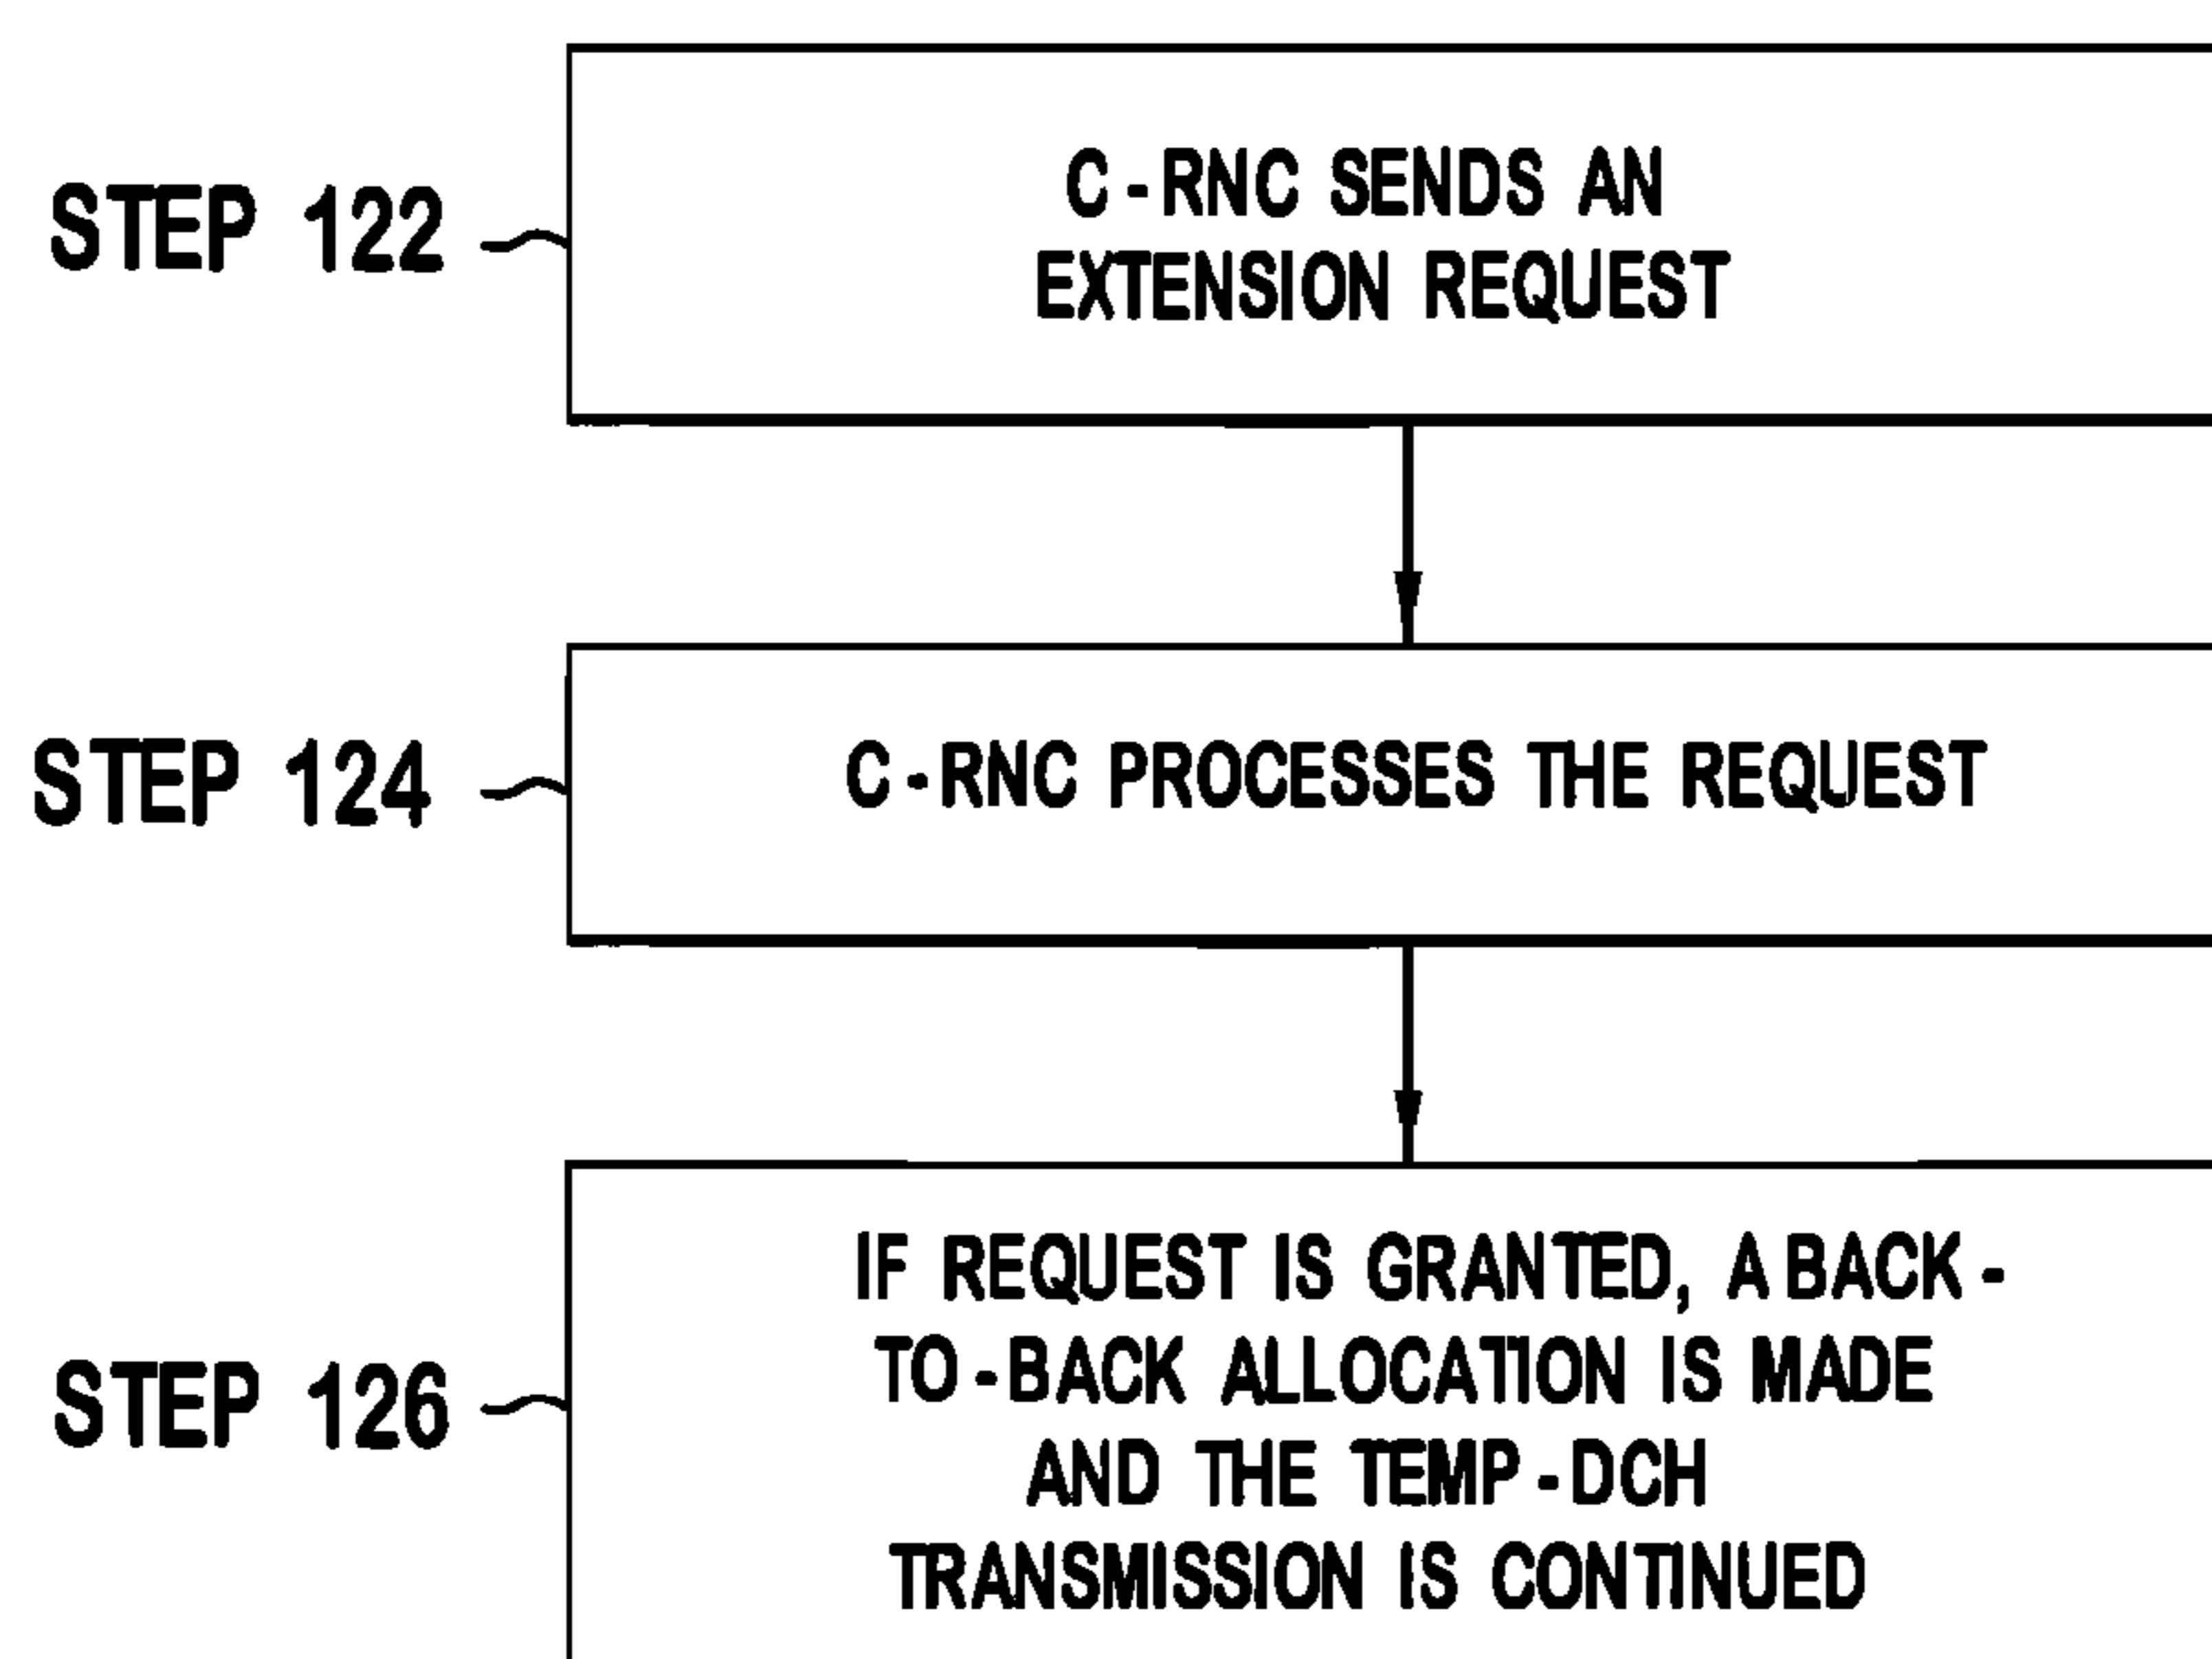 STEP 122
C-RNC SENDS AN
EXTENSION REQUEST
STEP 124
C-RNC PROCESSES THE REQUEST
STEP 126
IF REQUEST IS GRANTED, A BACK-
TO-BACK ALLOCATION IS MADE
AND THE TEMP-DCH
TRANSMISSION IS CONTINUED